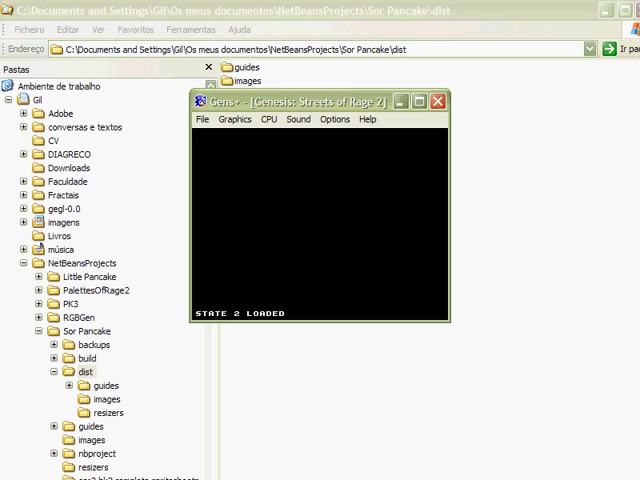 C:\Documents and Settings\Gil\Os meus documentos\NetBeansProjects\Sor Pancake\dist
Ficheiro Editar Ver Favoritos Ferramentas Ajuda
Endereço C:\Documents and Settings\Gil\Os meus documentos\NetBeansProjects\Sor Pancake\dist Ir pa
Pastas
guides
images
Ambiente de trabalho
Gil
Adobe
conversas e textos
CV
DIAGRECO
Downloads
Faculdade
Fractais
gegl-0.0
imagens
Livros
música
NetBeansProjects
Little Pancake
PalettesOfRage2
PK3
RGBGen
Sor Pancake
backups
build
dist
guides
images
resizers
guides
images
nbproject
resizers
Gens+ - [Genesis: Streets of Rage 2]
File Graphics CPU Sound Options Help
STATE 2 LOADED